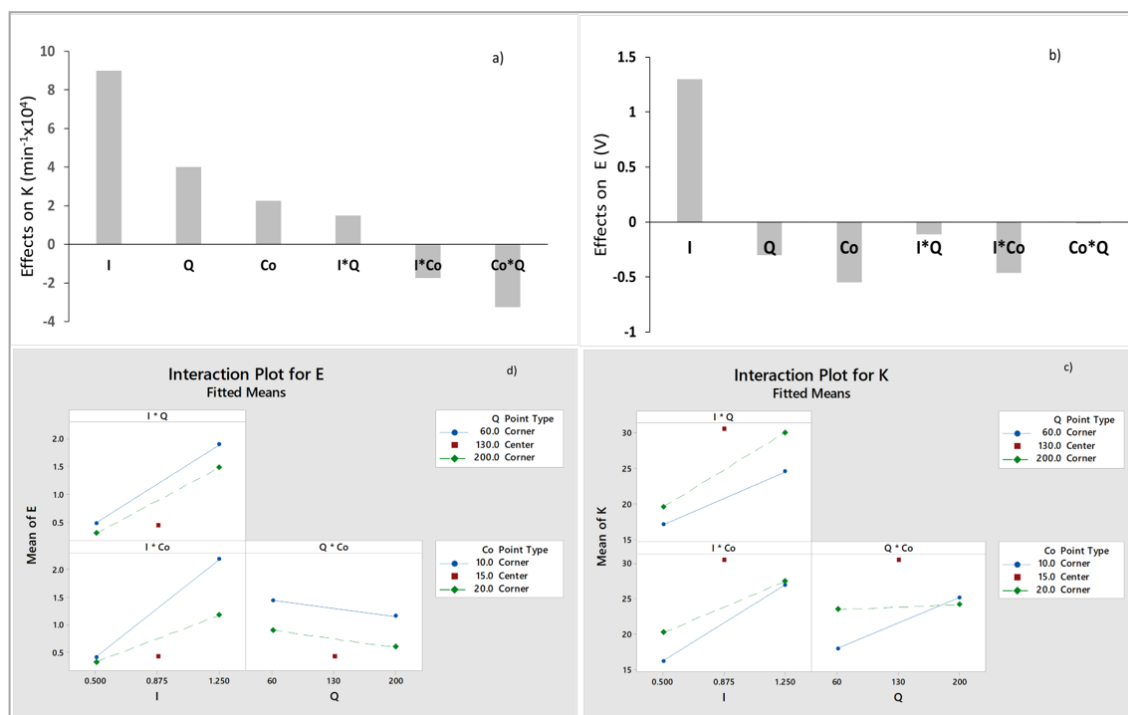 a)
10
8
6
4
2
0
-2
-4
Effects on K (min⁻¹x10⁴)
I Q Co I*Q I*Co Co*Q
b)
1.5
1
0.5
0
-0.5
-1
Effects on E (V)
I Q Co I*Q I*Co Co*Q
Interaction Plot for E
d)
Fitted Means
I * Q
2.0
1.5
1.0
0.5
Q Point Type
60.0 Corner
130.0 Center
200.0 Corner
Mean of E
I * Co
Q * Co
2.0
1.5
1.0
0.5
Co Point Type
10.0 Corner
15.0 Center
20.0 Corner
0.500 0.875 1.250
60 130 200
I
Q
Interaction Plot for K
c)
Fitted Means
I * Q
30
25
20
15
Q Point Type
60.0 Corner
130.0 Center
200.0 Corner
Mean of K
I * Co
Q * Co
30
25
20
15
Co Point Type
10.0 Corner
15.0 Center
20.0 Corner
0.500 0.875 1.250
60 130 200
I
Q